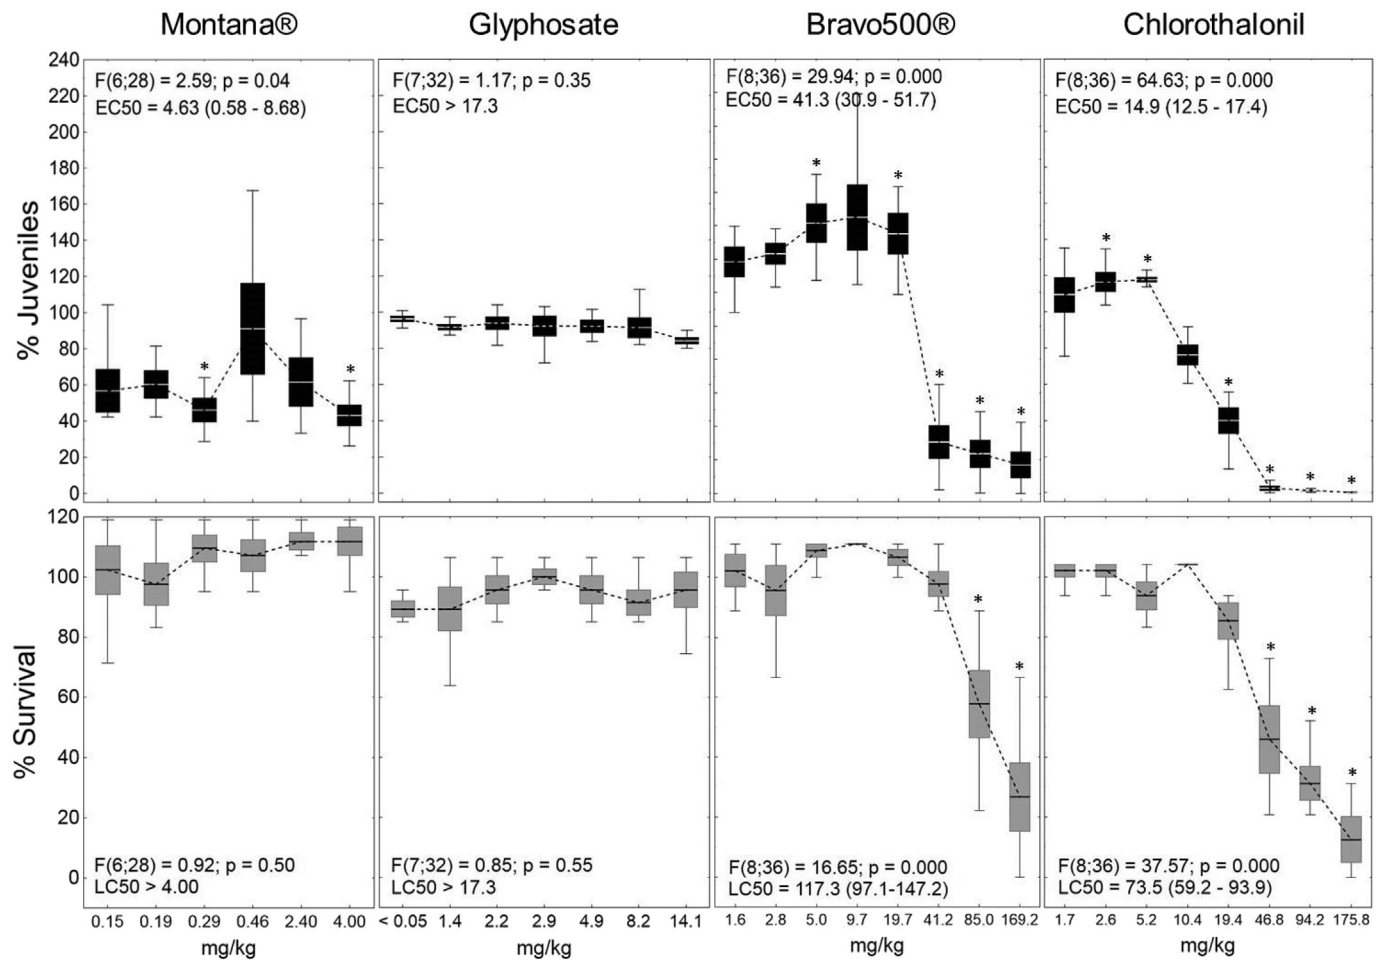 Montana® Glyphosate Bravo500® Chlorothalonil
% Juveniles
240
220
200
180
160
140
120
100
80
60
40
20
0
F(6;28) = 2.59; p = 0.04
EC50 = 4.63 (0.58 - 8.68)
* *
F(7;32) = 1.17; p = 0.35
EC50 > 17.3
F(8;36) = 29.94; p = 0.000
EC50 = 41.3 (30.9 - 51.7)
* * * * *
F(8;36) = 64.63; p = 0.000
EC50 = 14.9 (12.5 - 17.4)
* * * * * *
% Survival
120
100
80
60
40
20
0
F(6;28) = 0.92; p = 0.50
LC50 > 4.00
F(7;32) = 0.85; p = 0.55
LC50 > 17.3
* *
F(8;36) = 16.65; p = 0.000
LC50 = 117.3 (97.1-147.2)
* * *
F(8;36) = 37.57; p = 0.000
LC50 = 73.5 (59.2 - 93.9)
0.15 0.19 0.29 0.46 2.40 4.00
mg/kg
< 0.05 1.4 2.2 2.9 4.9 8.2 14.1
mg/kg
1.6 2.8 5.0 9.7 19.7 41.2 85.0 169.2
mg/kg
1.7 2.6 5.2 10.4 19.4 46.8 94.2 175.8
mg/kg